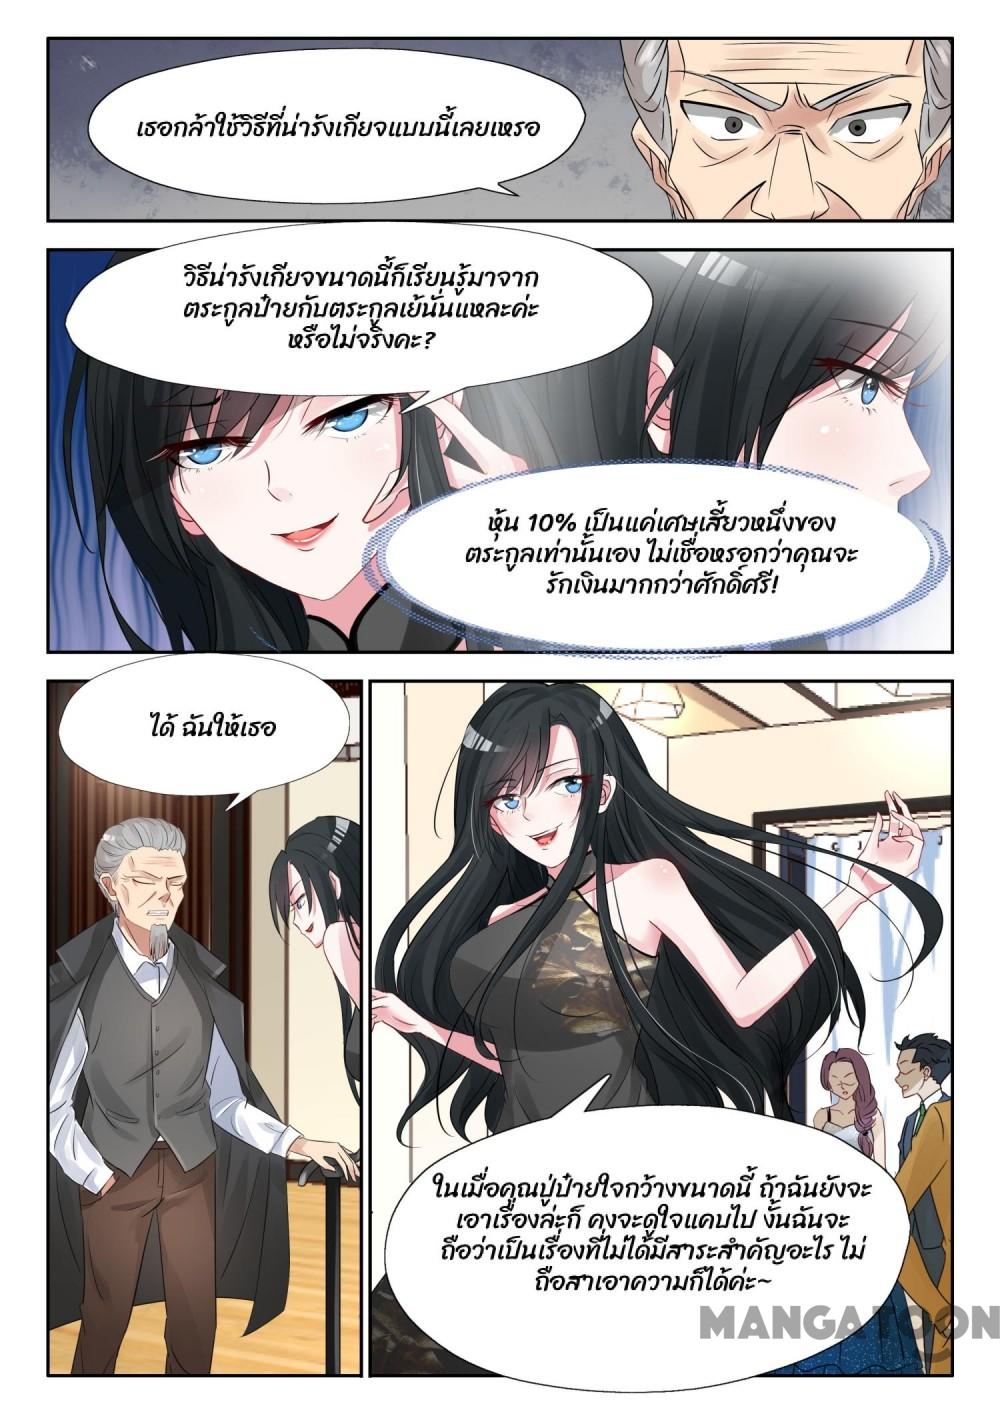 เธอกล้าใช้วิธีที่น่ารังเกียจแบบนี้เลยเหรอ
วิธีน่ารังเกียจขนาดนี้ก็เรียนรู้มาจาก
ตระกูลป๋ายกับตระกูลเย้นั่นแหละค่ะ
หรือไม่จริงคะ?
หุ้น 10% เป็นแค่เศษเสี้ยวหนึ่งของ
ตระกูลเท่านั้นเอง ไม่เชื่อหรอกว่าคุณจะ
รักเงินมากกว่าศักดิ์ศรี!
ได้ ฉันให้เธอ
ในเมื่อคุณปู่ป๋ายใจกว้างขนาดนี้ ถ้าฉันยังจะ
เอาเรื่องล่ะก็ คงจะดูใจแคบไป งั้นฉันจะ
ถือว่าเป็นเรื่องที่ไม่ได้มีสาระสำคัญอะไร ไม่
ถือสาเอาความก็ได้ค่ะ~
MANGATOON